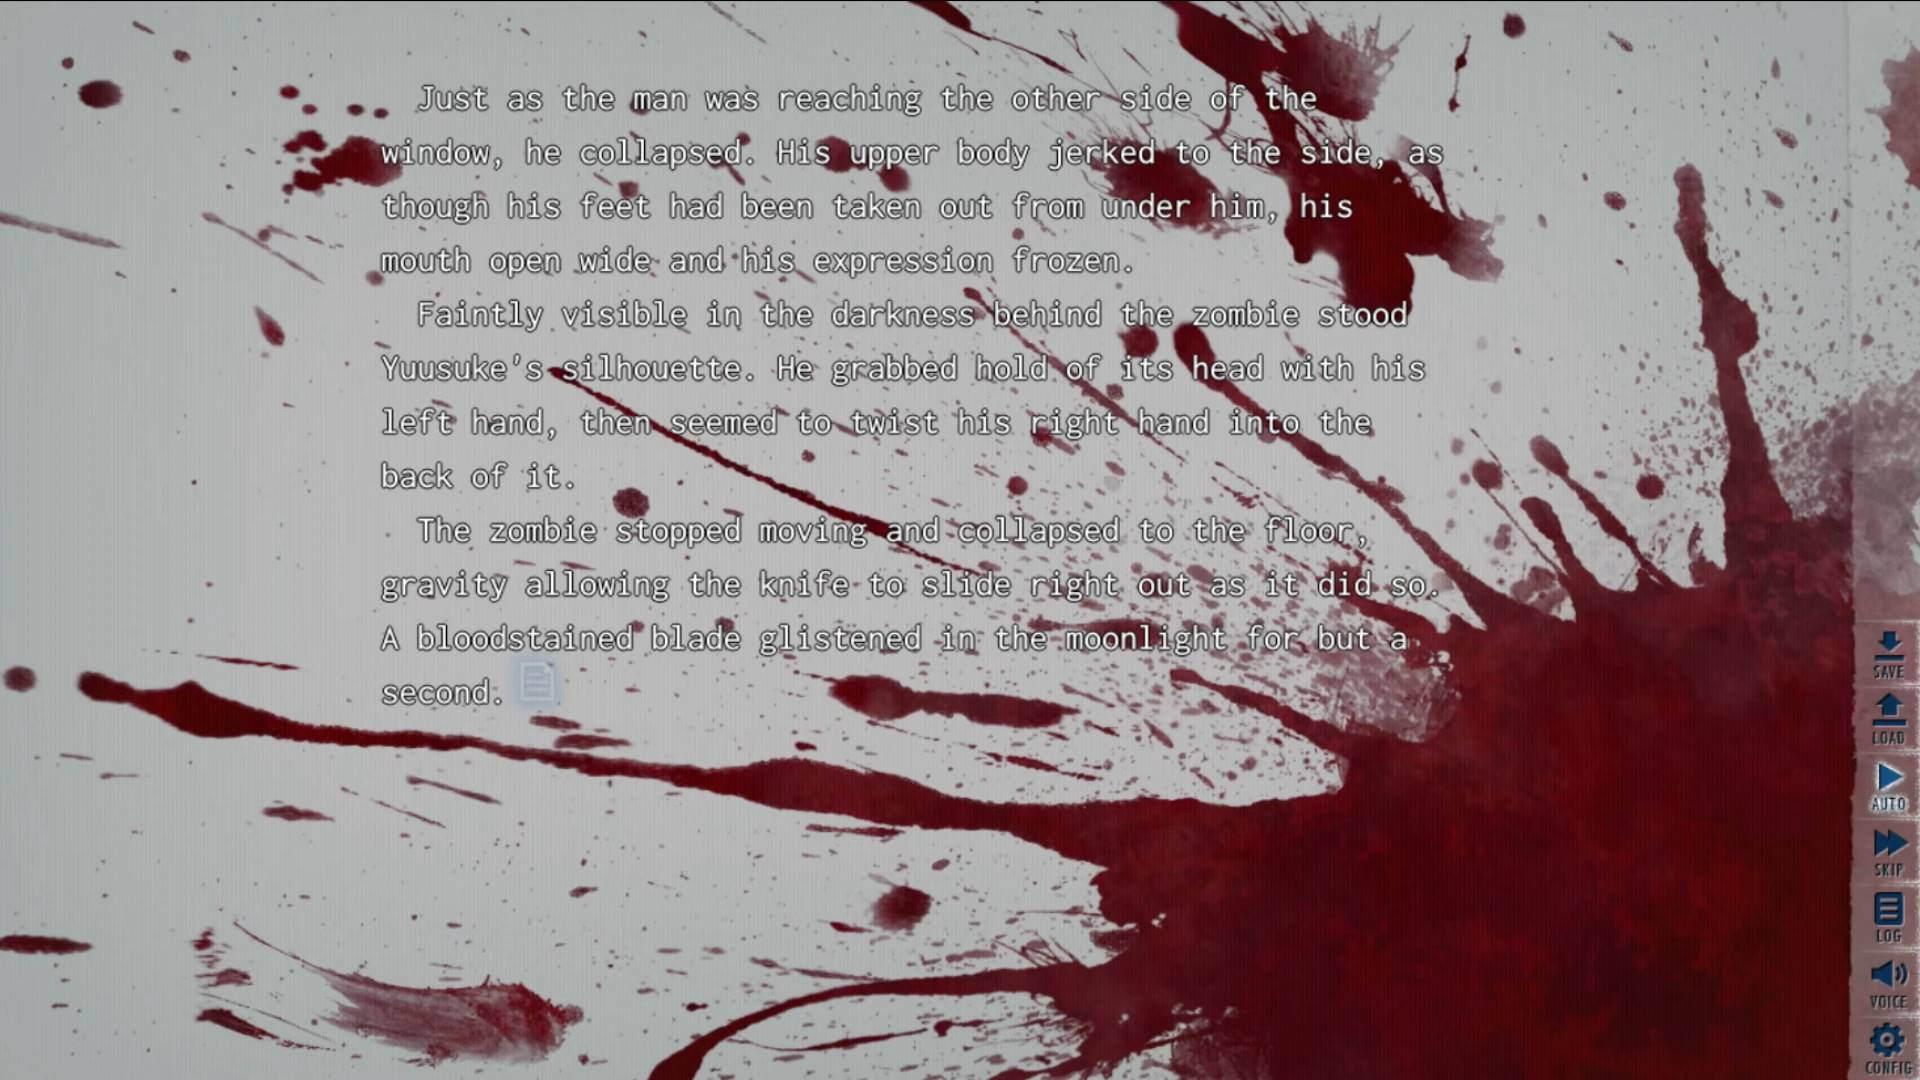 Just as the man was reaching the other side of the
window, he collapsed. His upper body jerked to the side, as
though his feet had been taken out from under him, his
mouth open wide and his expression frozen.
Faintly visible in the darkness behind the zombie stood
Yuusuke's silhouette. He grabbed hold of its head with his
left hand, then seemed to twist his right hand into the
back of it.
The zombie stopped moving and collapsed to the floor,
gravity allowing the knife to slide right out as it did so.
A bloodstained blade glistened in the moonlight for but a
second.
SAVE
LOAD
AUTO
SKIP
LOG
VOICE
CONFIG